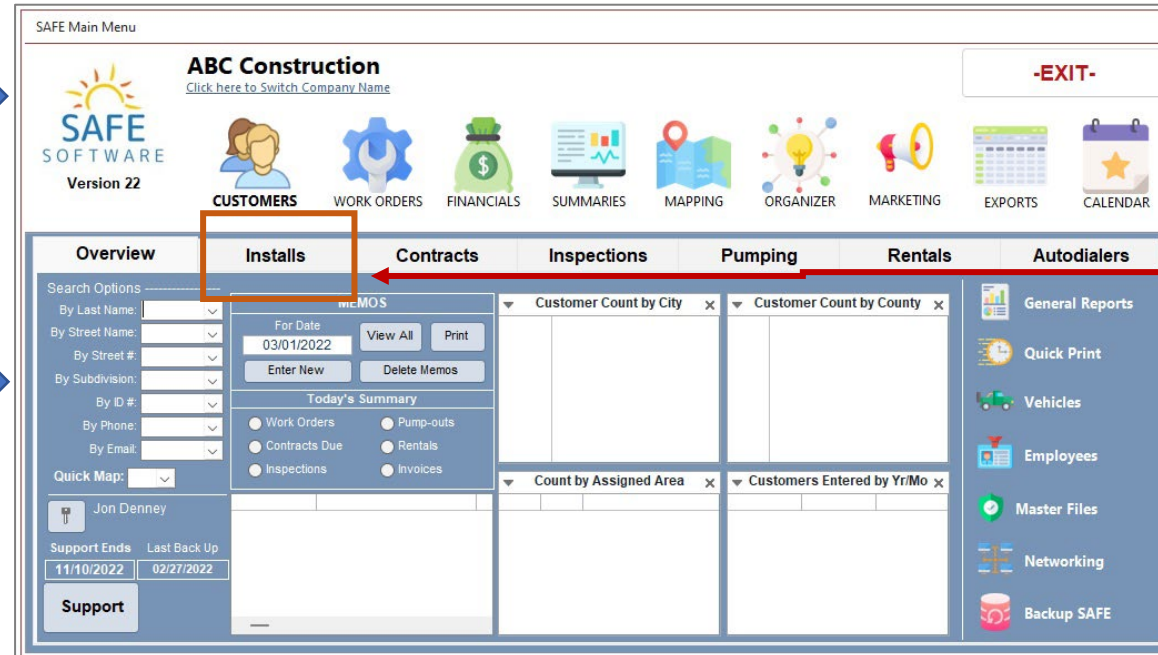 SAFE Main Menu
ABC Construction
Click here to Switch Company Name
-EXIT-
SAFE
SOFTWARE
Version 22
CUSTOMERS
WORK ORDERS
FINANCIALS
SUMMARIES
MAPPING
ORGANIZER
MARKETING
EXPORTS
CALENDAR
Overview
Installs
Contracts
Inspections
Pumping
Rentals
Autodialers
Search Options ----------------
By Last Name:
By Street Name:
By Street #:
By Subdivision:
By ID #:
By Phone:
By Email:
Quick Map:
Jon Denney
Support Ends
Last Back Up
11/10/2022
02/27/2022
Support
MEMOS
For Date
03/01/2022
View All
Print
Enter New
Delete Memos
Today's Summary
Work Orders
Pump-outs
Contracts Due
Rentals
Inspections
Invoices
Customer Count by City
Customer Count by County
Count by Assigned Area
Customers Entered by Yr/Mo
General Reports
Quick Print
Vehicles
Employees
Master Files
Networking
Backup SAFE